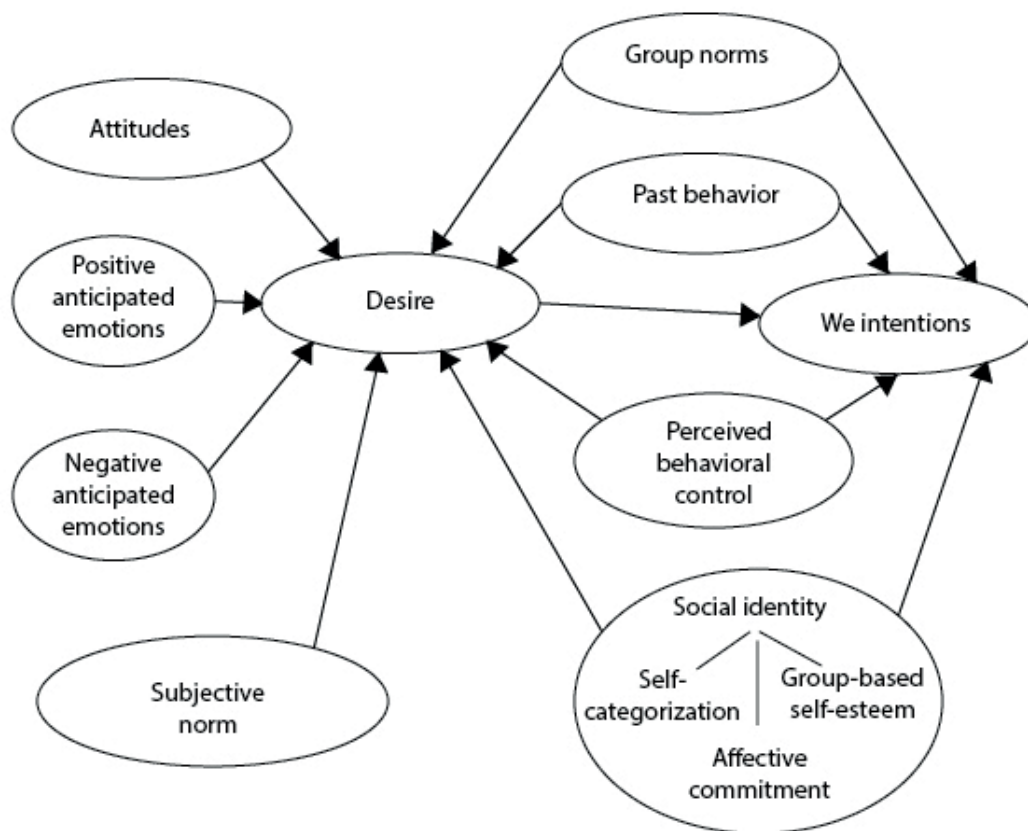 Group norms
Attitudes
Past behavior
Positive
anticipated
emotions
Desire
We intentions
Perceived
behavioral
control
Negative
anticipated
emotions
Social identity
Self-
categorization
Group-based
self-esteem
Affective
commitment
Subjective
norm